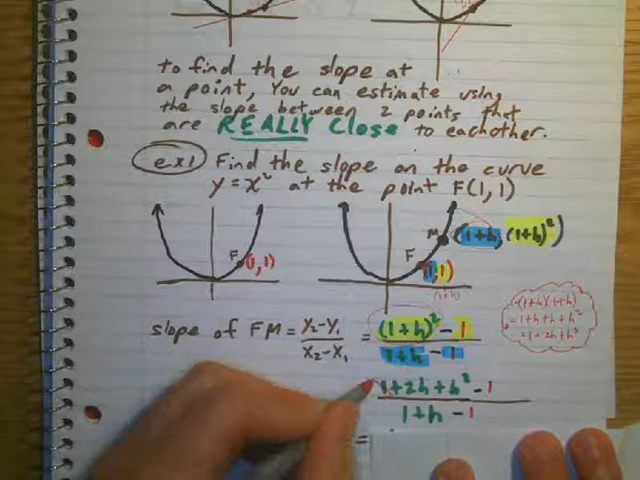 to find the slope at
a point, you can estimate using
the slope between 2 points that
are REALLY Close to eachother.
ex1 Find the slope on the curve
y = x² at the point F(1, 1)
F (1, 1)
M (1+h, (1+h)²)
F (1, 1)
(1+h)
slope of FM = y₂-y₁ / x₂-x₁ = (1+h)² - 1 / 1+h - 1
(1+h)(1+h)
= 1+h+h+h²
= 1+2h+h²
1+2h+h² - 1 / 1+h - 1
=